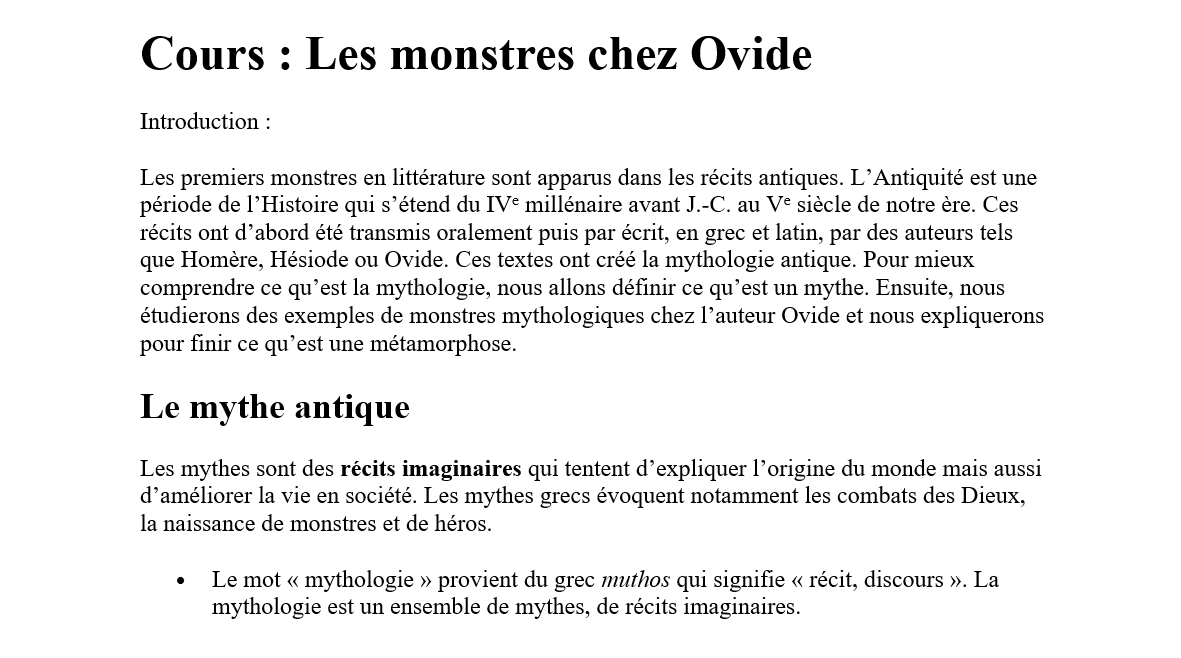 Cours : Les monstres chez Ovide
Introduction :
Les premiers monstres en littérature sont apparus dans les récits antiques. L’Antiquité est une
période de l’Histoire qui s’étend du IVᵉ millénaire avant J.-C. au Vᵉ siècle de notre ère. Ces
récits ont d’abord été transmis oralement puis par écrit, en grec et latin, par des auteurs tels
que Homère, Hésiode ou Ovide. Ces textes ont créé la mythologie antique. Pour mieux
comprendre ce qu’est la mythologie, nous allons définir ce qu’est un mythe. Ensuite, nous
étudierons des exemples de monstres mythologiques chez l’auteur Ovide et nous expliquerons
pour finir ce qu’est une métamorphose.
Le mythe antique
Les mythes sont des récits imaginaires qui tentent d’expliquer l’origine du monde mais aussi
d’améliorer la vie en société. Les mythes grecs évoquent notamment les combats des Dieux,
la naissance de monstres et de héros.
• Le mot « mythologie » provient du grec muthos qui signifie « récit, discours ». La
mythologie est un ensemble de mythes, de récits imaginaires.